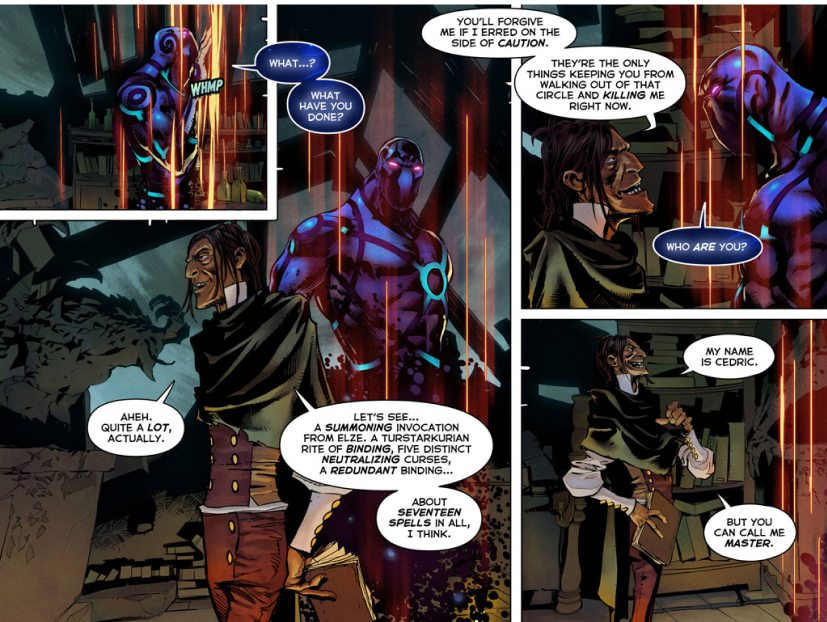 WHAT...?
WHMP
WHAT
HAVE YOU
DONE?
AHEH.
QUITE A LOT,
ACTUALLY.
LET'S SEE...
A SUMMONING INVOCATION
FROM ELZE. A TURSTARKURIAN
RITE OF BINDING, FIVE DISTINCT
NEUTRALIZING CURSES,
A REDUNDANT BINDING...
ABOUT
SEVENTEEN
SPELLS IN ALL,
I THINK.
YOU'LL FORGIVE
ME IF I ERRED ON THE
SIDE OF CAUTION.
THEY'RE THE ONLY
THINGS KEEPING YOU FROM
WALKING OUT OF THAT
CIRCLE AND KILLING ME
RIGHT NOW.
WHO ARE YOU?
MY NAME
IS CEDRIC.
BUT YOU
CAN CALL ME
MASTER.